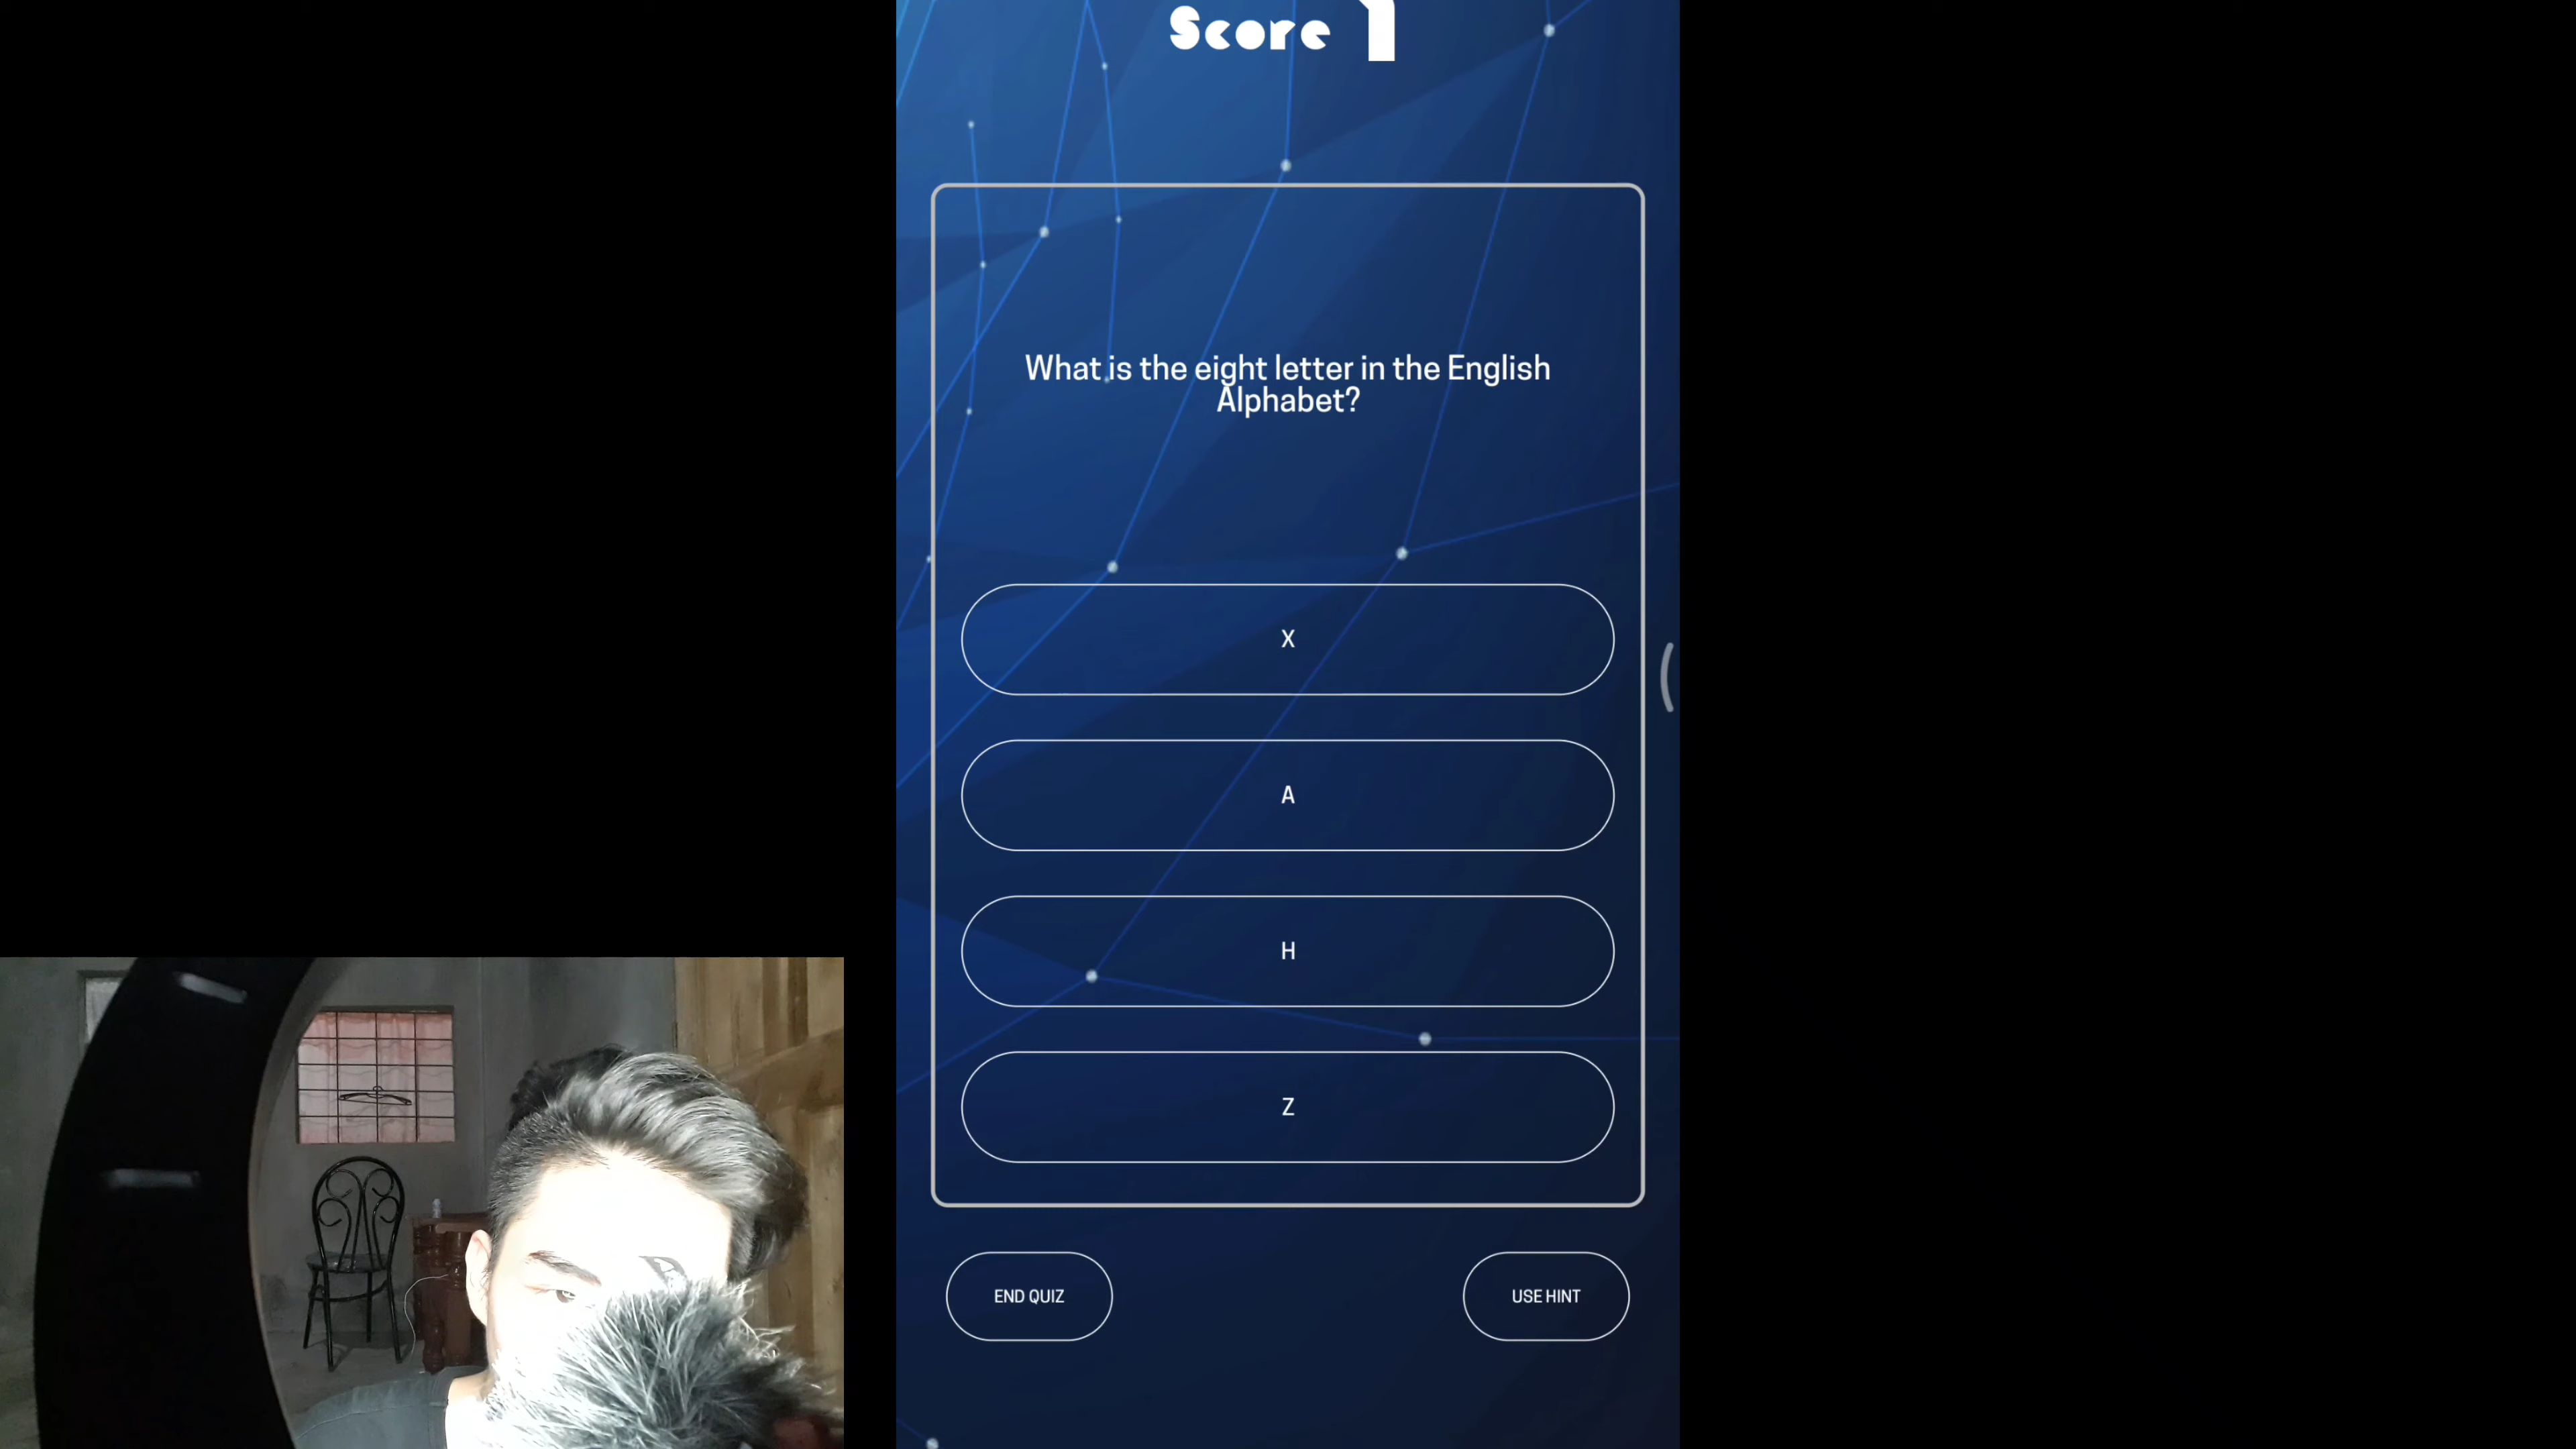 Score 1
What is the eight letter in the English
Alphabet?
X
A
H
Z
END QUIZ
USE HINT